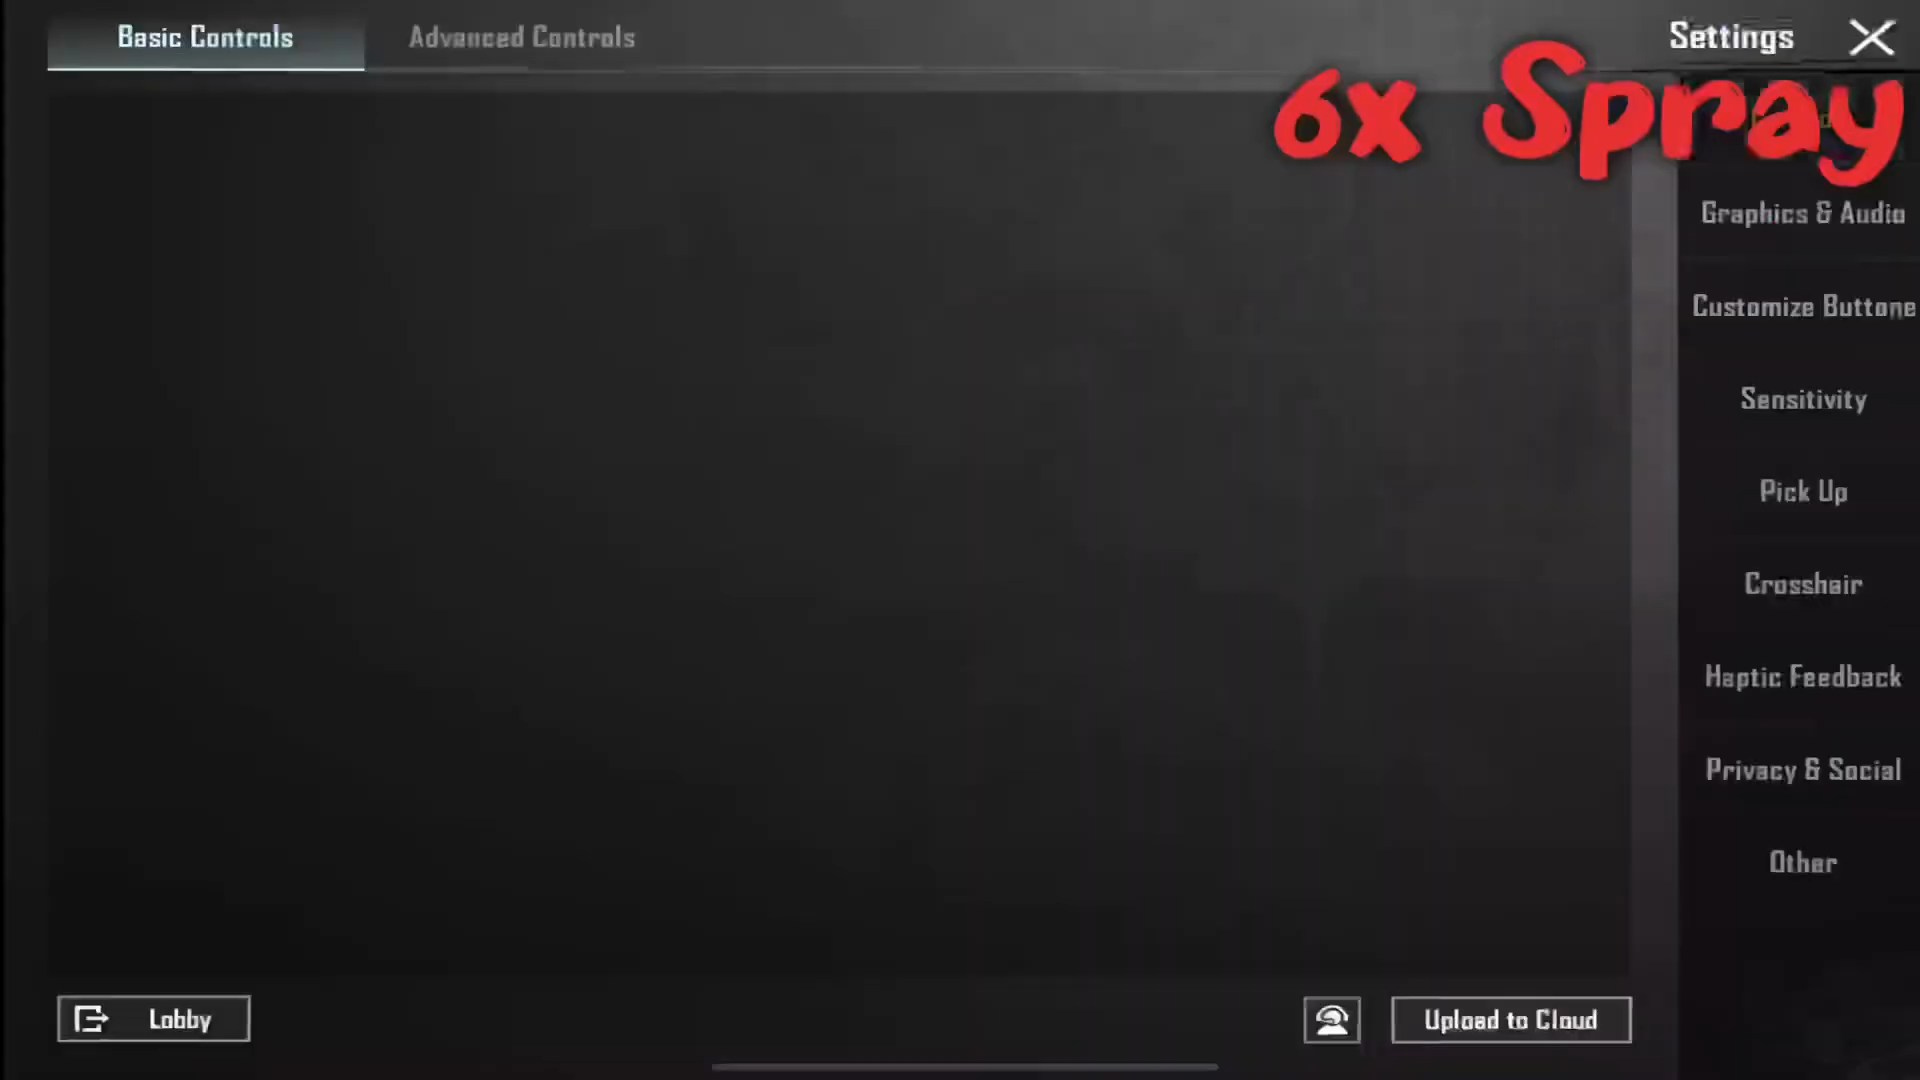 Basic Controls
Advanced Controls
Settings
6x Spray
Graphics & Audio
Customize Buttons
Sensitivity
Pick Up
Crosshair
Haptic Feedback
Privacy & Social
Other
Lobby
Upload to Cloud